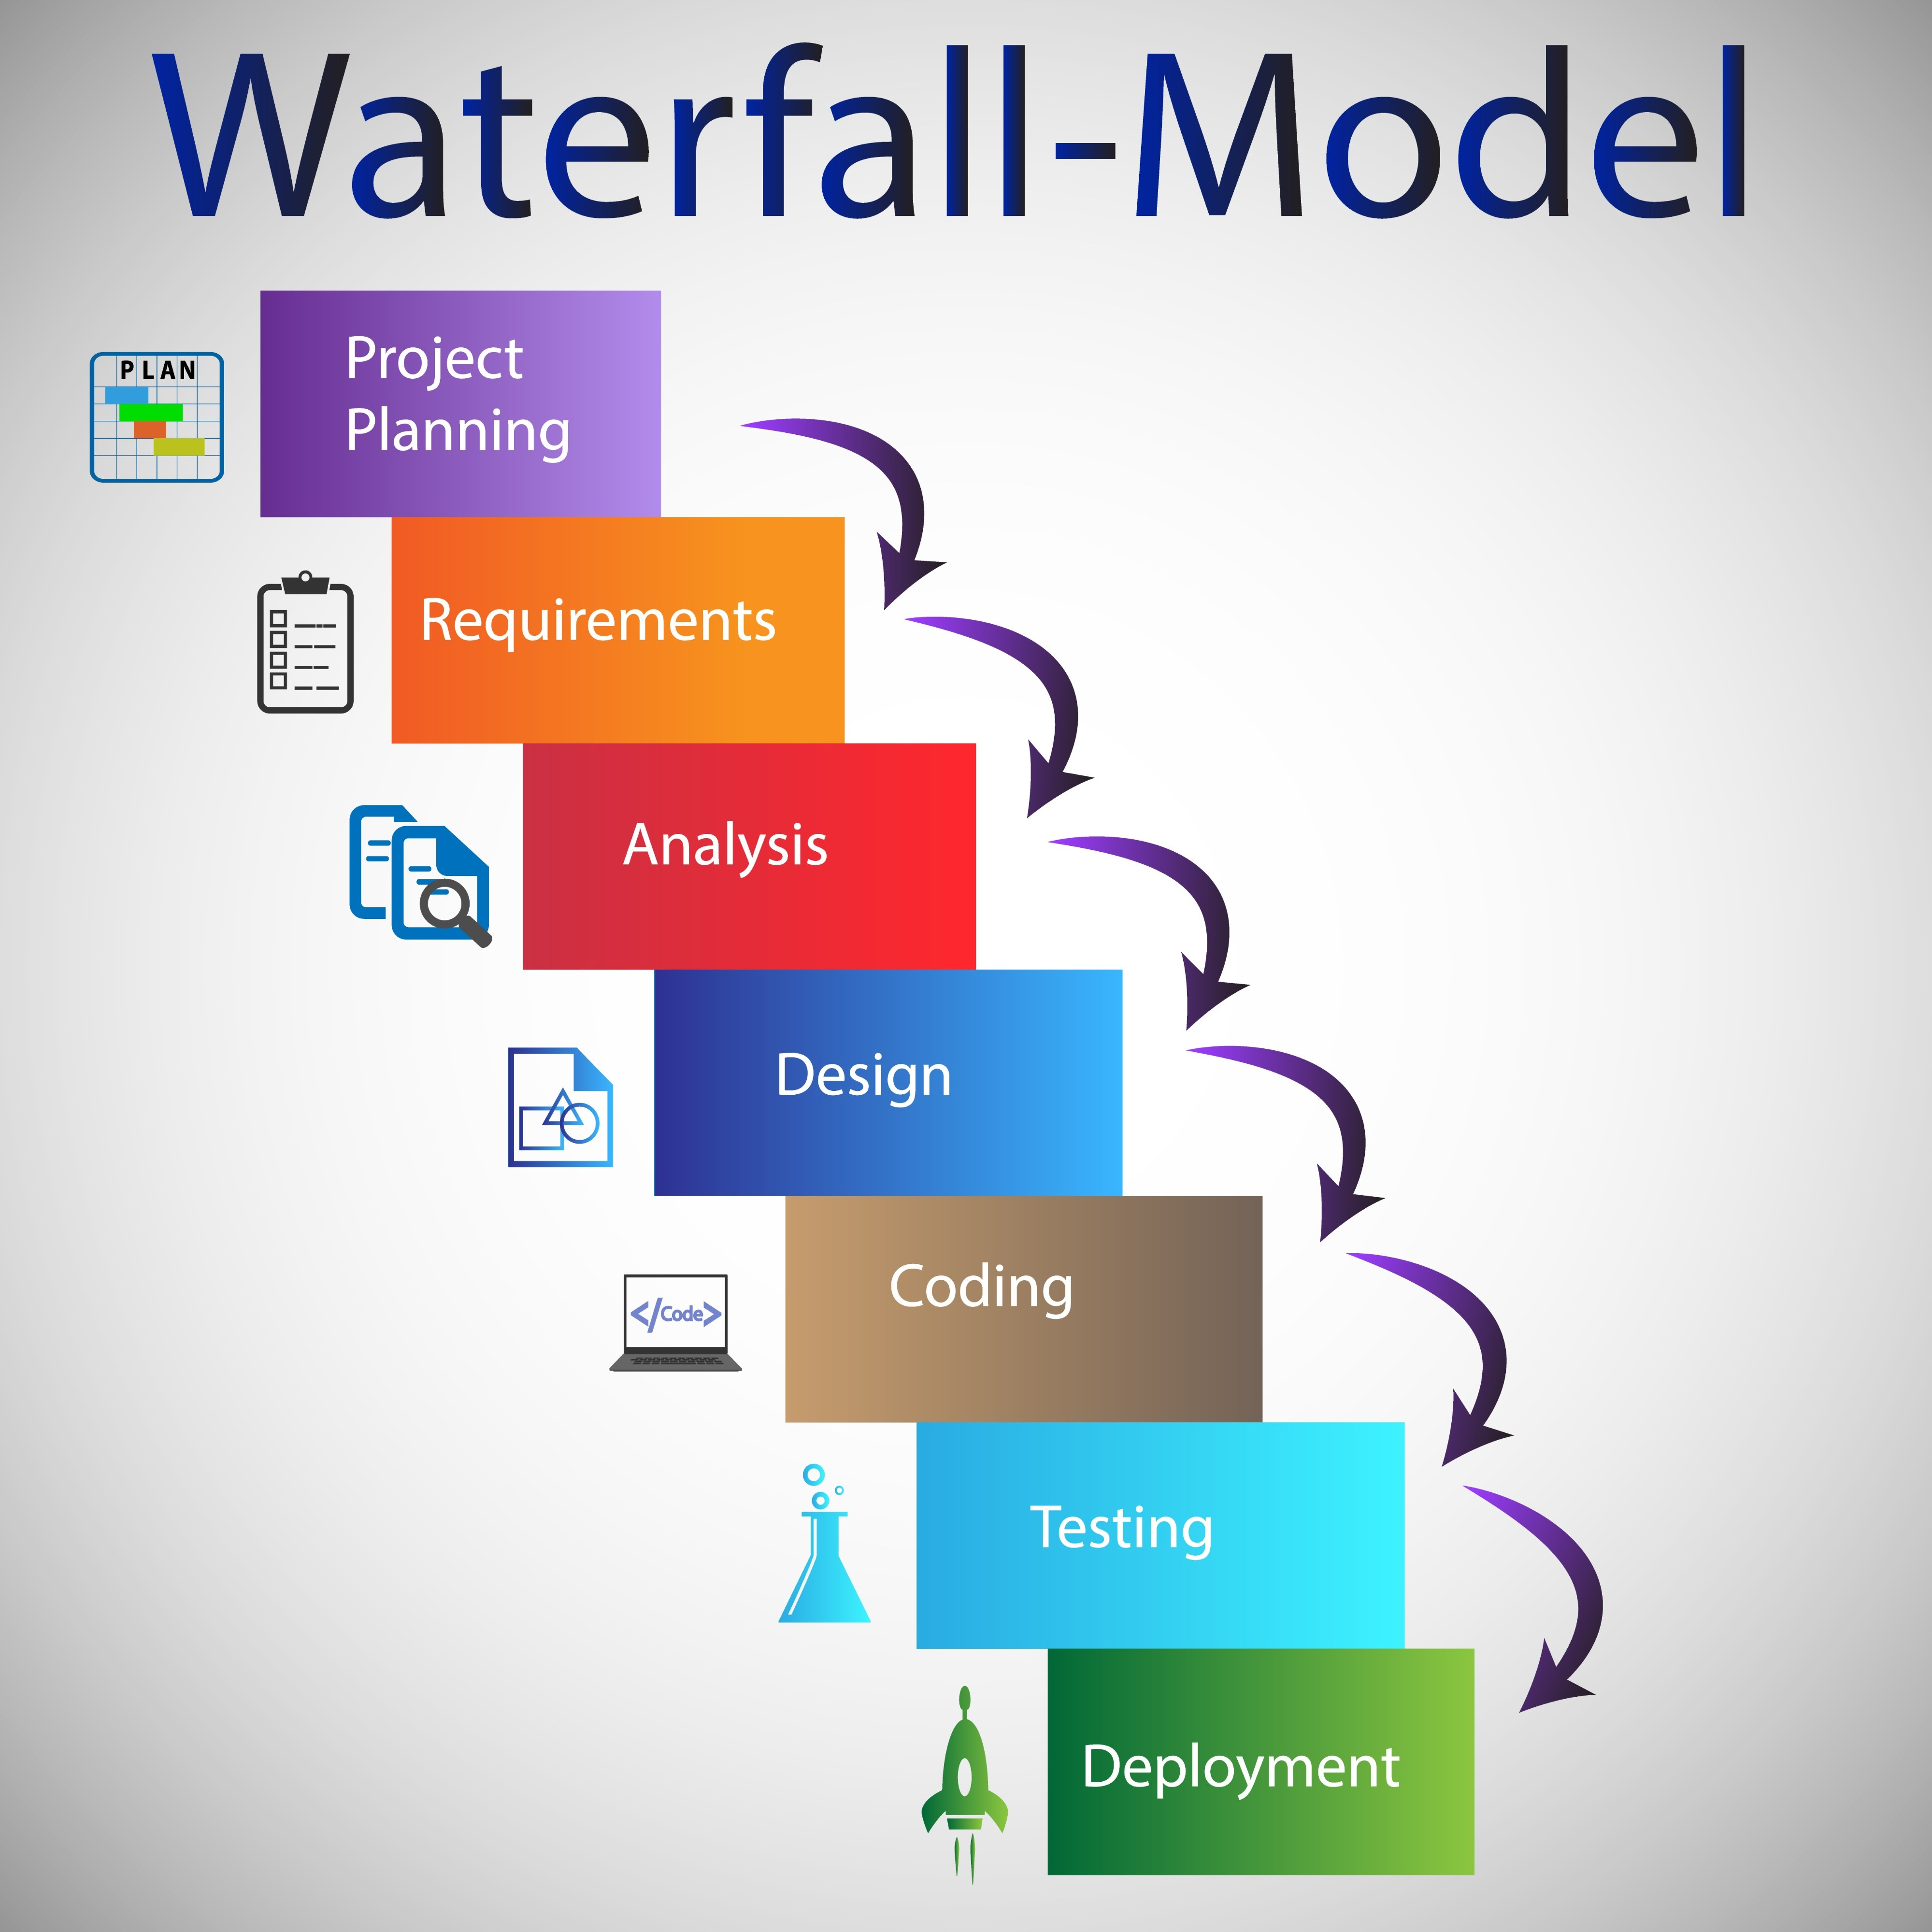 Waterfall-Model
PLAN
Project
Planning
Requirements
Analysis
Design
</Code>
Coding
Testing
Deployment